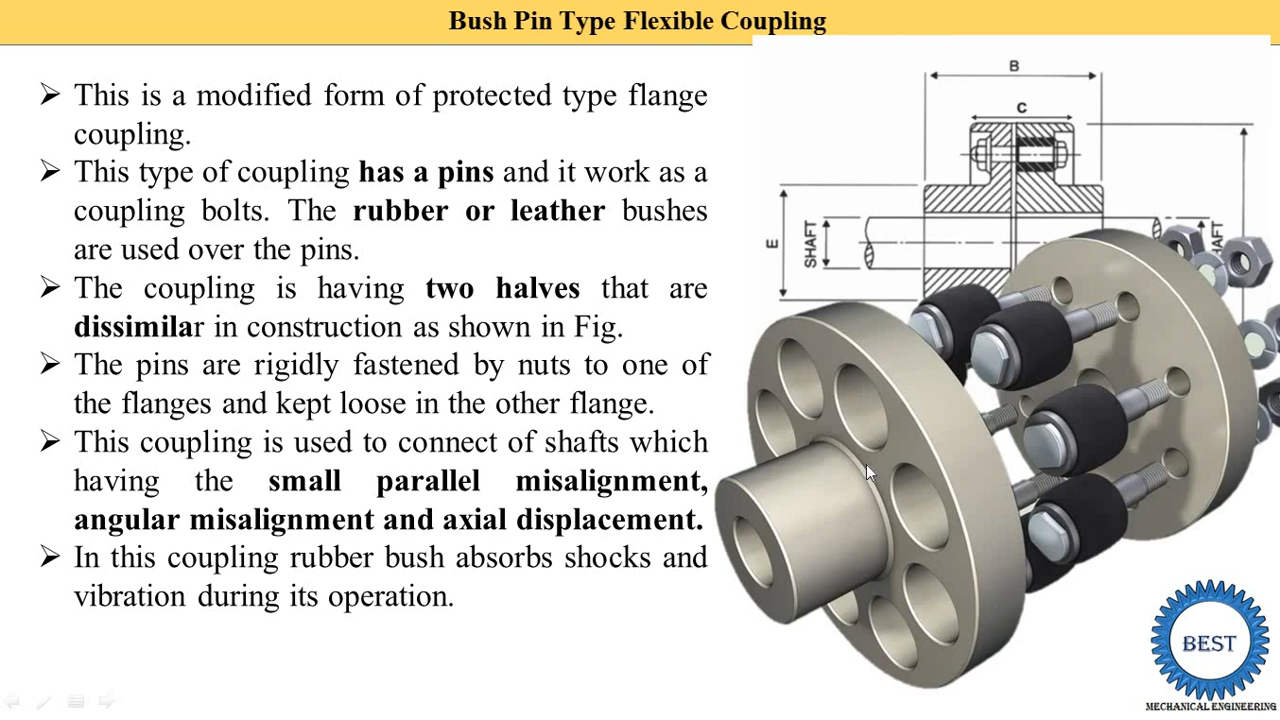 Bush Pin Type Flexible Coupling
➢ This is a modified form of protected type flange
coupling.
➢ This type of coupling has a pins and it work as a
coupling bolts. The rubber or leather bushes
are used over the pins.
➢ The coupling is having two halves that are
dissimilar in construction as shown in Fig.
➢ The pins are rigidly fastened by nuts to one of
the flanges and kept loose in the other flange.
➢ This coupling is used to connect of shafts which
having the small parallel misalignment,
angular misalignment and axial displacement.
➢ In this coupling rubber bush absorbs shocks and
vibration during its operation.
B
C
E
SHAFT
HAFT
BEST
MECHANICAL ENGINEERING